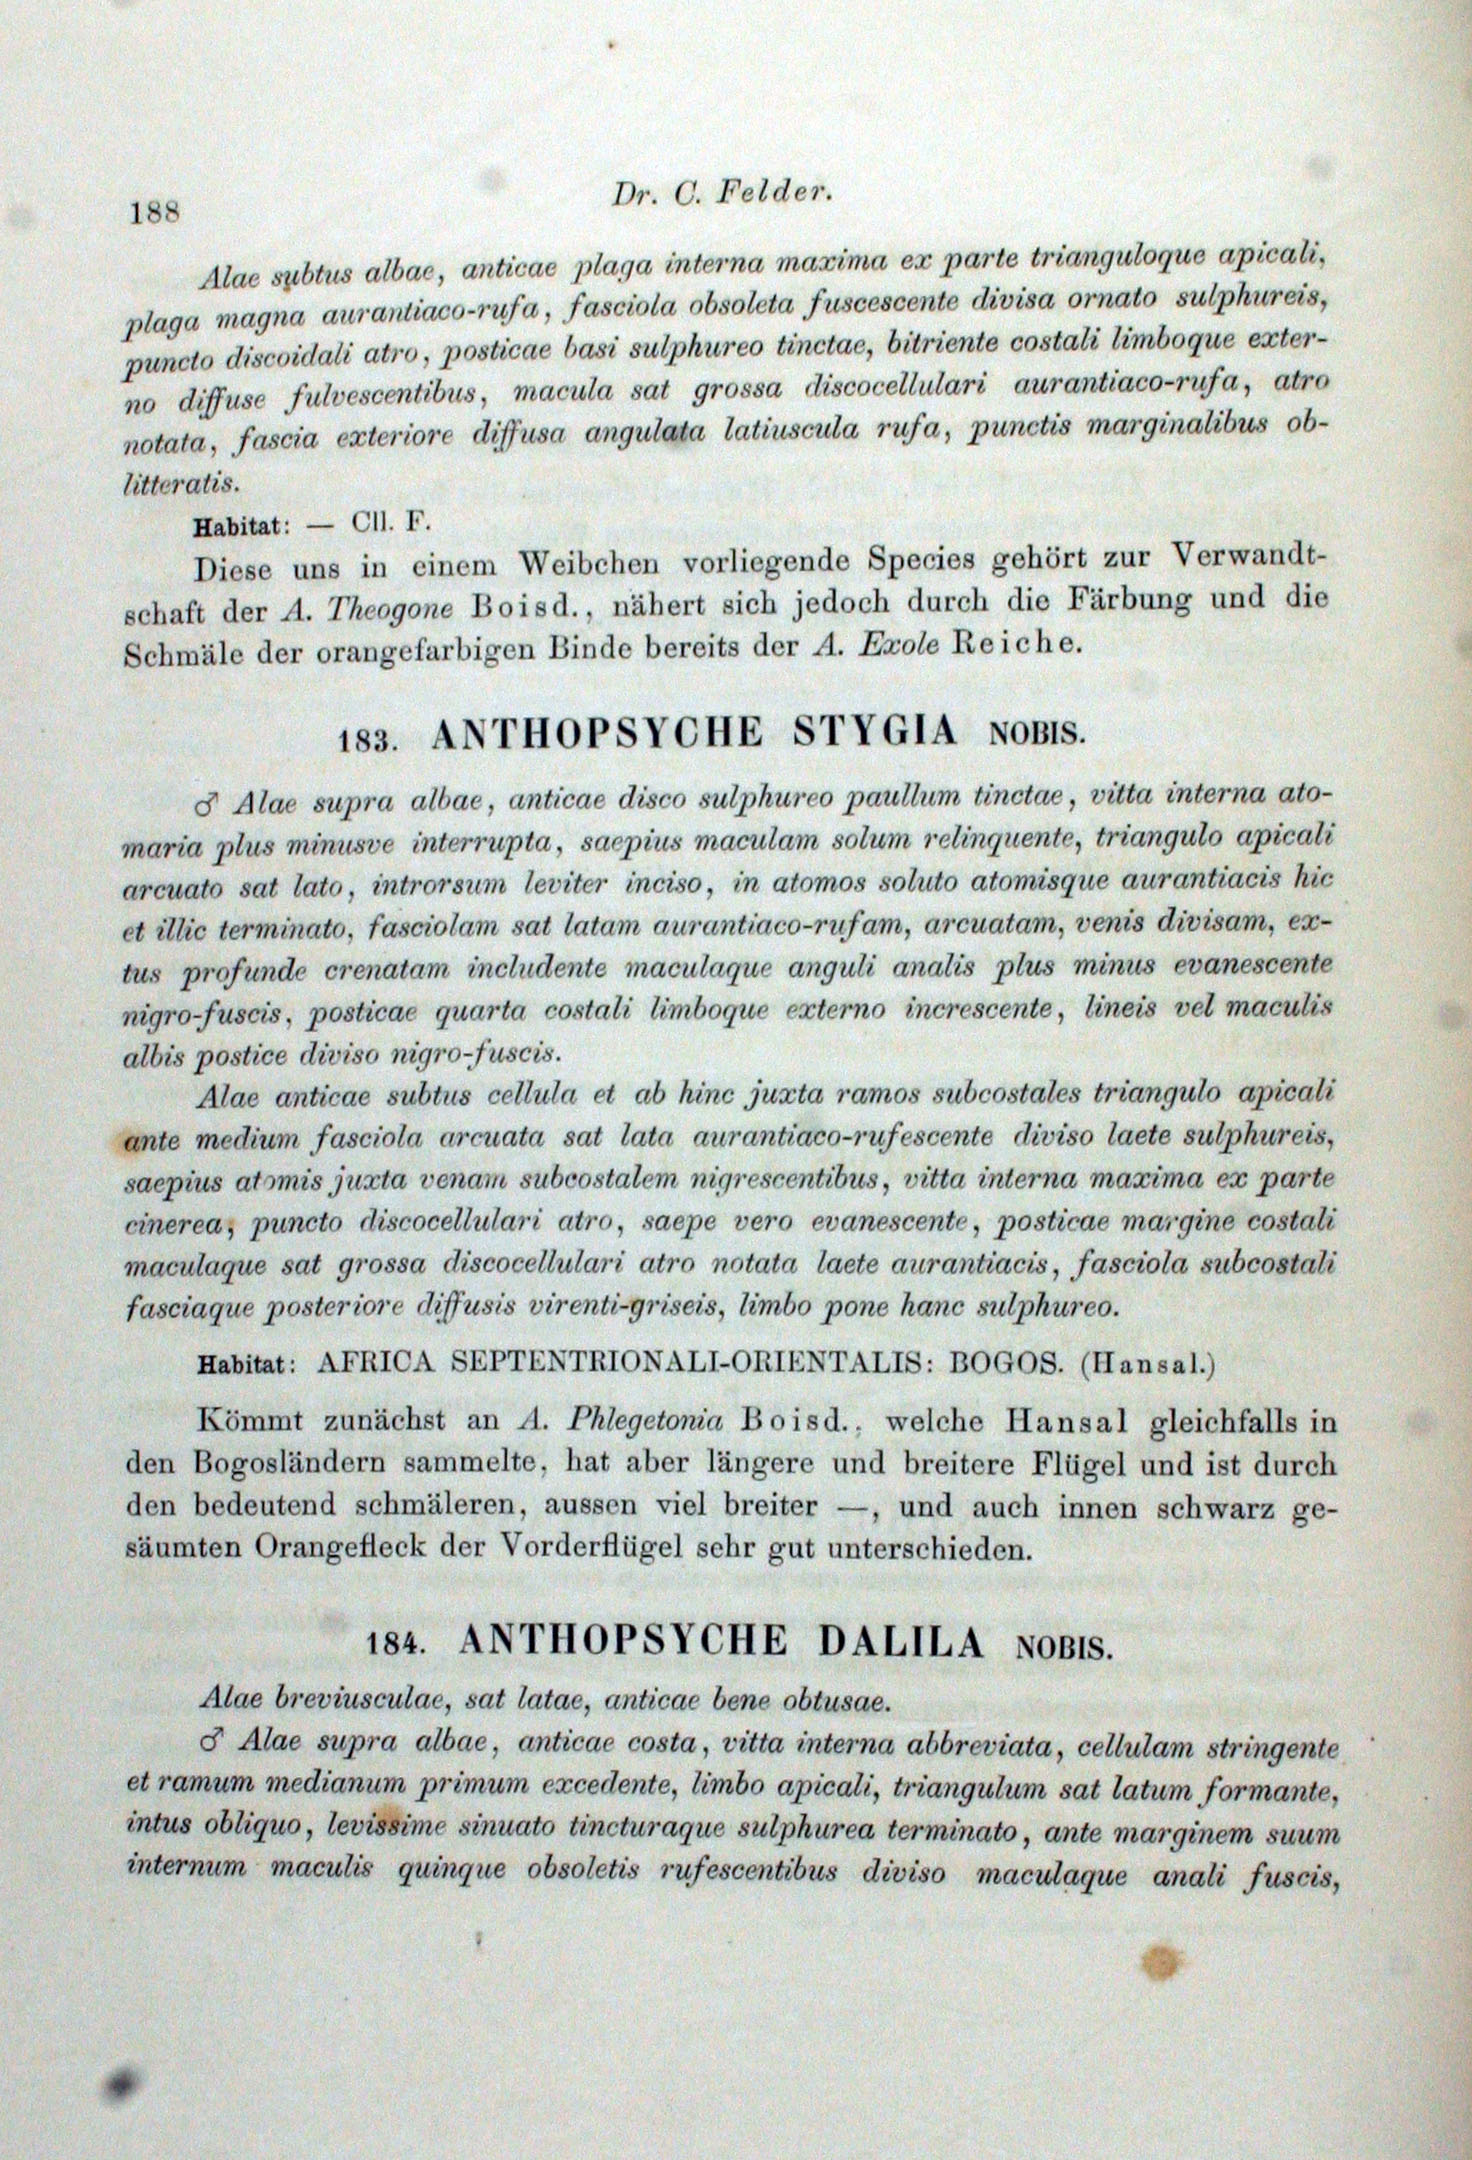 188
Dr. C. Felder.
Alae subtus albae, anticae plaga interna maxima ex parte trianguloque apicali,
plaga magna aurantiaco-rufa, fasciola obsoleta fuscescente divisa ornato sulphureis,
puncto discoidali atro, posticae basi sulphureo tinctae, bitriente costali limboque exter-
no diffuse fulvescentibus, macula sat grossa discocellulari aurantiaco-rufa, atro
notata, fascia exteriore diffusa angulata latiuscula rufa, punctis marginalibus ob-
litteratis.
Habitat: — Cll. F.
Diese uns in einem Weibchen vorliegende Species gehört zur Verwandt-
schaft der A. Theogone Boisd., nähert sich jedoch durch die Färbung und die
Schmäle der orangefarbigen Binde bereits der A. Exole Reiche.
183. ANTHOPSYCHE STYGIA NOBIS.
♂ Alae supra albae, anticae disco sulphureo paullum tinctae, vitta interna ato-
maria plus minusve interrupta, saepius maculam solum relinquente, triangulo apicali
arcuato sat lato, introrsum leviter inciso, in atomos soluto atomisque aurantiacis hic
et illic terminato, fasciolam sat latam aurantiaco-rufam, arcuatam, venis divisam, ex-
tus profunde crenatam includente maculaque anguli analis plus minus evanescente
nigro-fuscis, posticae quarta costali limboque externo increscente, lineis vel maculis
albis postice diviso nigro-fuscis.
Alae anticae subtus cellula et ab hinc juxta ramos subcostales triangulo apicali
ante medium fasciola arcuata sat lata aurantiaco-rufescente diviso laete sulphureis,
saepius atomis juxta venam subcostalem nigrescentibus, vitta interna maxima ex parte
cinerea, puncto discocellulari atro, saepe vero evanescente, posticae margine costali
maculaque sat grossa discocellulari atro notata laete aurantiacis, fasciola subcostali
fasciaque posteriore diffusis virenti-griseis, limbo pone hanc sulphureo.
Habitat: AFRICA SEPTENTRIONALI-ORIENTALIS: BOGOS. (Hansal.)
Kömmt zunächst an A. Phlegetonia Boisd., welche Hansal gleichfalls in
den Bogosländern sammelte, hat aber längere und breitere Flügel und ist durch
den bedeutend schmäleren, aussen viel breiter —, und auch innen schwarz ge-
säumten Orangefleck der Vorderflügel sehr gut unterschieden.
184. ANTHOPSYCHE DALILA NOBIS.
Alae breviusculae, sat latae, anticae bene obtusae.
♂ Alae supra albae, anticae costa, vitta interna abbreviata, cellulam stringente
et ramum medianum primum excedente, limbo apicali, triangulum sat latum formante,
intus obliquo, levissime sinuato tincturaque sulphurea terminato, ante marginem suum
internum maculis quinque obsoletis rufescentibus diviso maculaque anali fuscis,